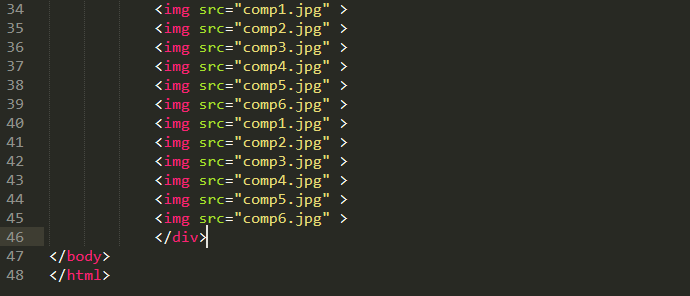 34 <img src="comp1.jpg" >
35 <img src="comp2.jpg" >
36 <img src="comp3.jpg" >
37 <img src="comp4.jpg" >
38 <img src="comp5.jpg" >
39 <img src="comp6.jpg" >
40 <img src="comp1.jpg" >
41 <img src="comp2.jpg" >
42 <img src="comp3.jpg" >
43 <img src="comp4.jpg" >
44 <img src="comp5.jpg" >
45 <img src="comp6.jpg" >
46 </div>
47 </body>
48 </html>